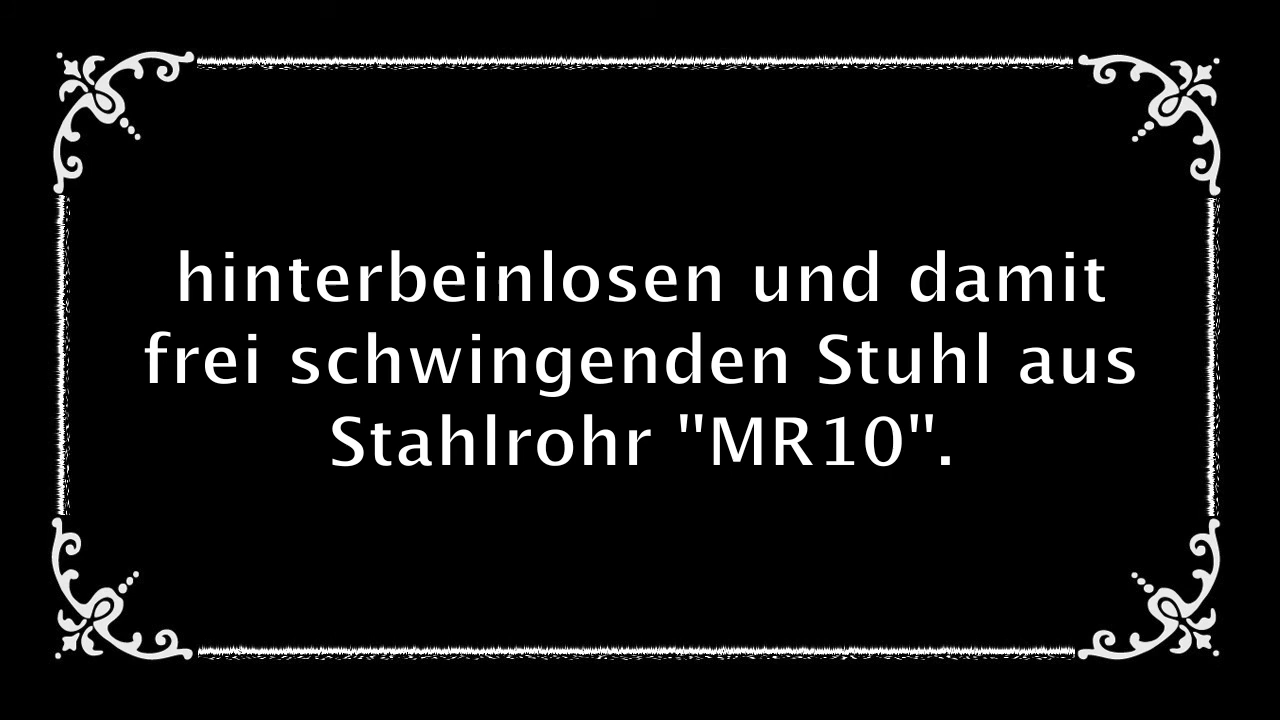 hinterbeinlosen und damit
frei schwingenden Stuhl aus
Stahlrohr "MR10".